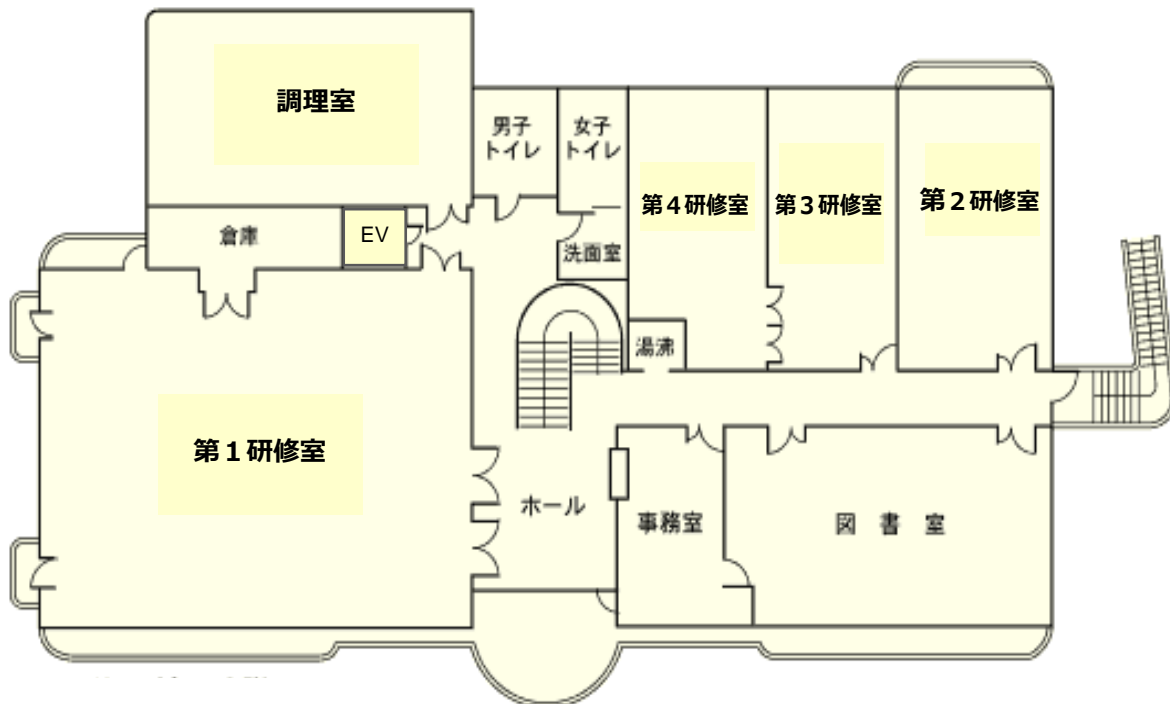 調理室
男子
トイレ
女子
トイレ
第４研修室
第３研修室
第２研修室
倉庫
EV
洗面室
湯沸
第１研修室
ホール
事務室
図 書 室